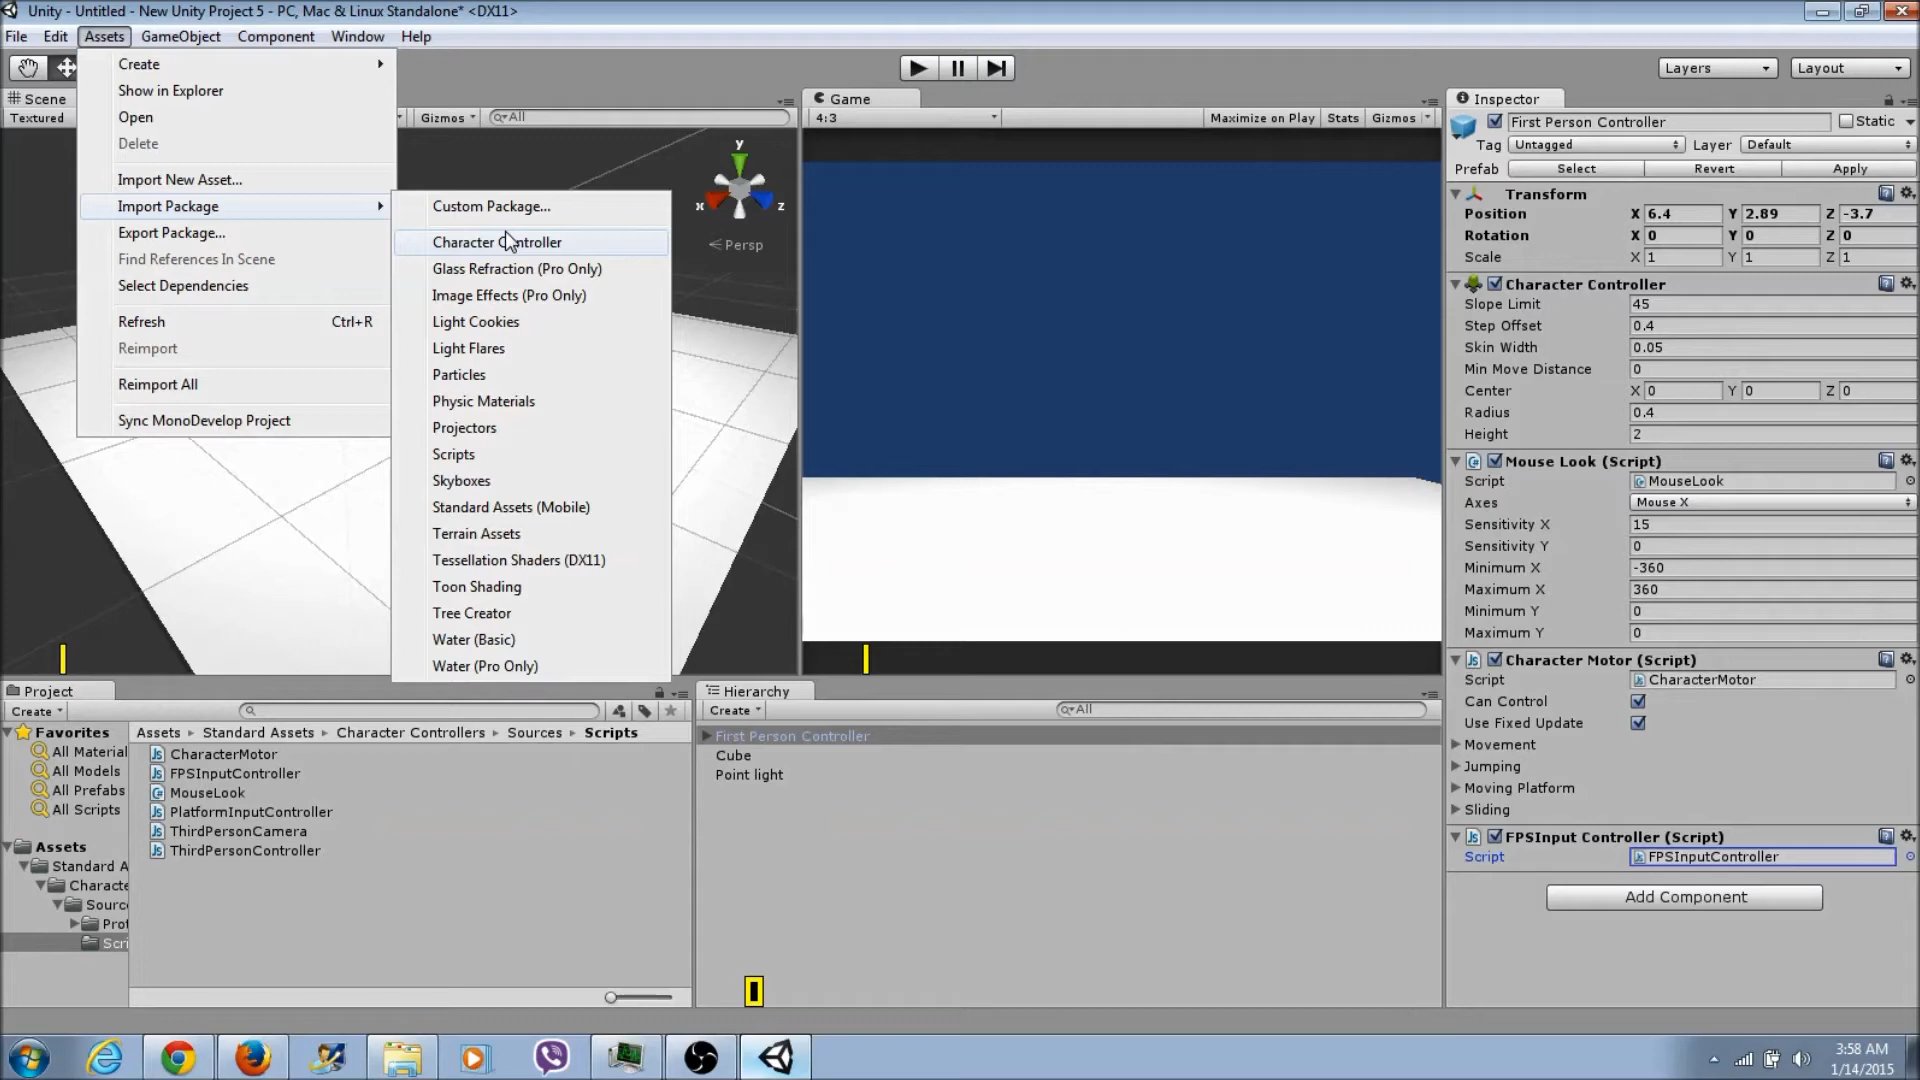 Unity - Untitled - New Unity Project 5 - PC, Mac & Linux Standalone* <DX11>
File Edit Assets GameObject Component Window Help
Layers Layout
Create
Show in Explorer
Open
Delete
Import New Asset...
Import Package
Export Package...
Find References In Scene
Select Dependencies
Refresh Ctrl+R
Reimport
Reimport All
Sync MonoDevelop Project
Custom Package...
Character Controller
Glass Refraction (Pro Only)
Image Effects (Pro Only)
Light Cookies
Light Flares
Particles
Physic Materials
Projectors
Scripts
Skyboxes
Standard Assets (Mobile)
Terrain Assets
Tessellation Shaders (DX11)
Toon Shading
Tree Creator
Water (Basic)
Water (Pro Only)
Scene
Textured Gizmos All
y
x z
Persp
Game
4:3 Maximize on Play Stats Gizmos
Inspector
First Person Controller Static
Tag Untagged Layer Default
Prefab Select Revert Apply
Transform
Position X 6.4 Y 2.89 Z -3.7
Rotation X 0 Y 0 Z 0
Scale X 1 Y 1 Z 1
Character Controller
Slope Limit 45
Step Offset 0.4
Skin Width 0.05
Min Move Distance 0
Center X 0 Y 0 Z 0
Radius 0.4
Height 2
Mouse Look (Script)
Script MouseLook
Axes Mouse X
Sensitivity X 15
Sensitivity Y 0
Minimum X -360
Maximum X 360
Minimum Y 0
Maximum Y 0
Character Motor (Script)
Script CharacterMotor
Can Control
Use Fixed Update
Movement
Jumping
Moving Platform
Sliding
FPSInput Controller (Script)
Script FPSInputController
Add Component
Project
Create
Favorites
All Material
All Models
All Prefabs
All Scripts
Assets
Standard A
Characte
Sourc
Prot
Scri
Assets Standard Assets Character Controllers Sources Scripts
CharacterMotor
FPSInputController
MouseLook
PlatformInputController
ThirdPersonCamera
ThirdPersonController
Hierarchy
Create All
First Person Controller
Cube
Point light
3:58 AM
1/14/2015